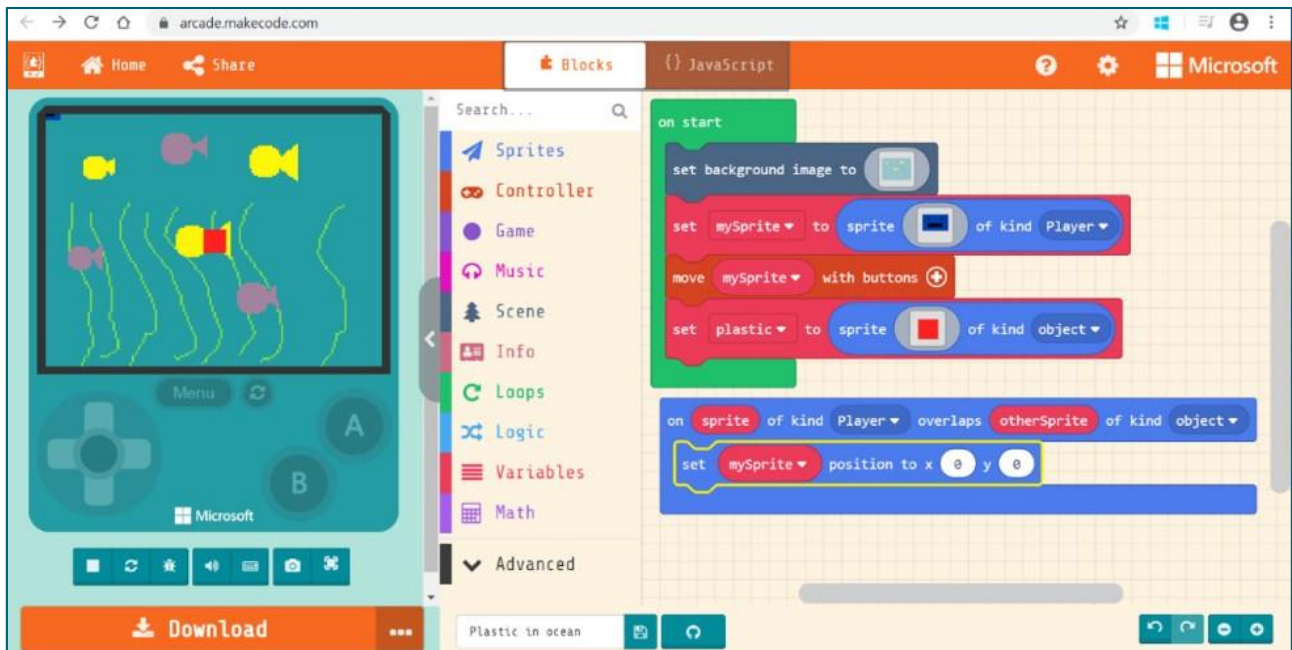 arcade.makecode.com
Home Share Blocks {} JavaScript Microsoft
Search...
Sprites
Controller
Game
Music
Scene
Info
Loops
Logic
Variables
Math
Advanced
on start
set background image to
set mySprite to sprite of kind Player
move mySprite with buttons
set plastic to sprite of kind object
on sprite of kind Player overlaps otherSprite of kind object
set mySprite position to x 0 y 0
Menu
A
B
Microsoft
Download
Plastic in ocean